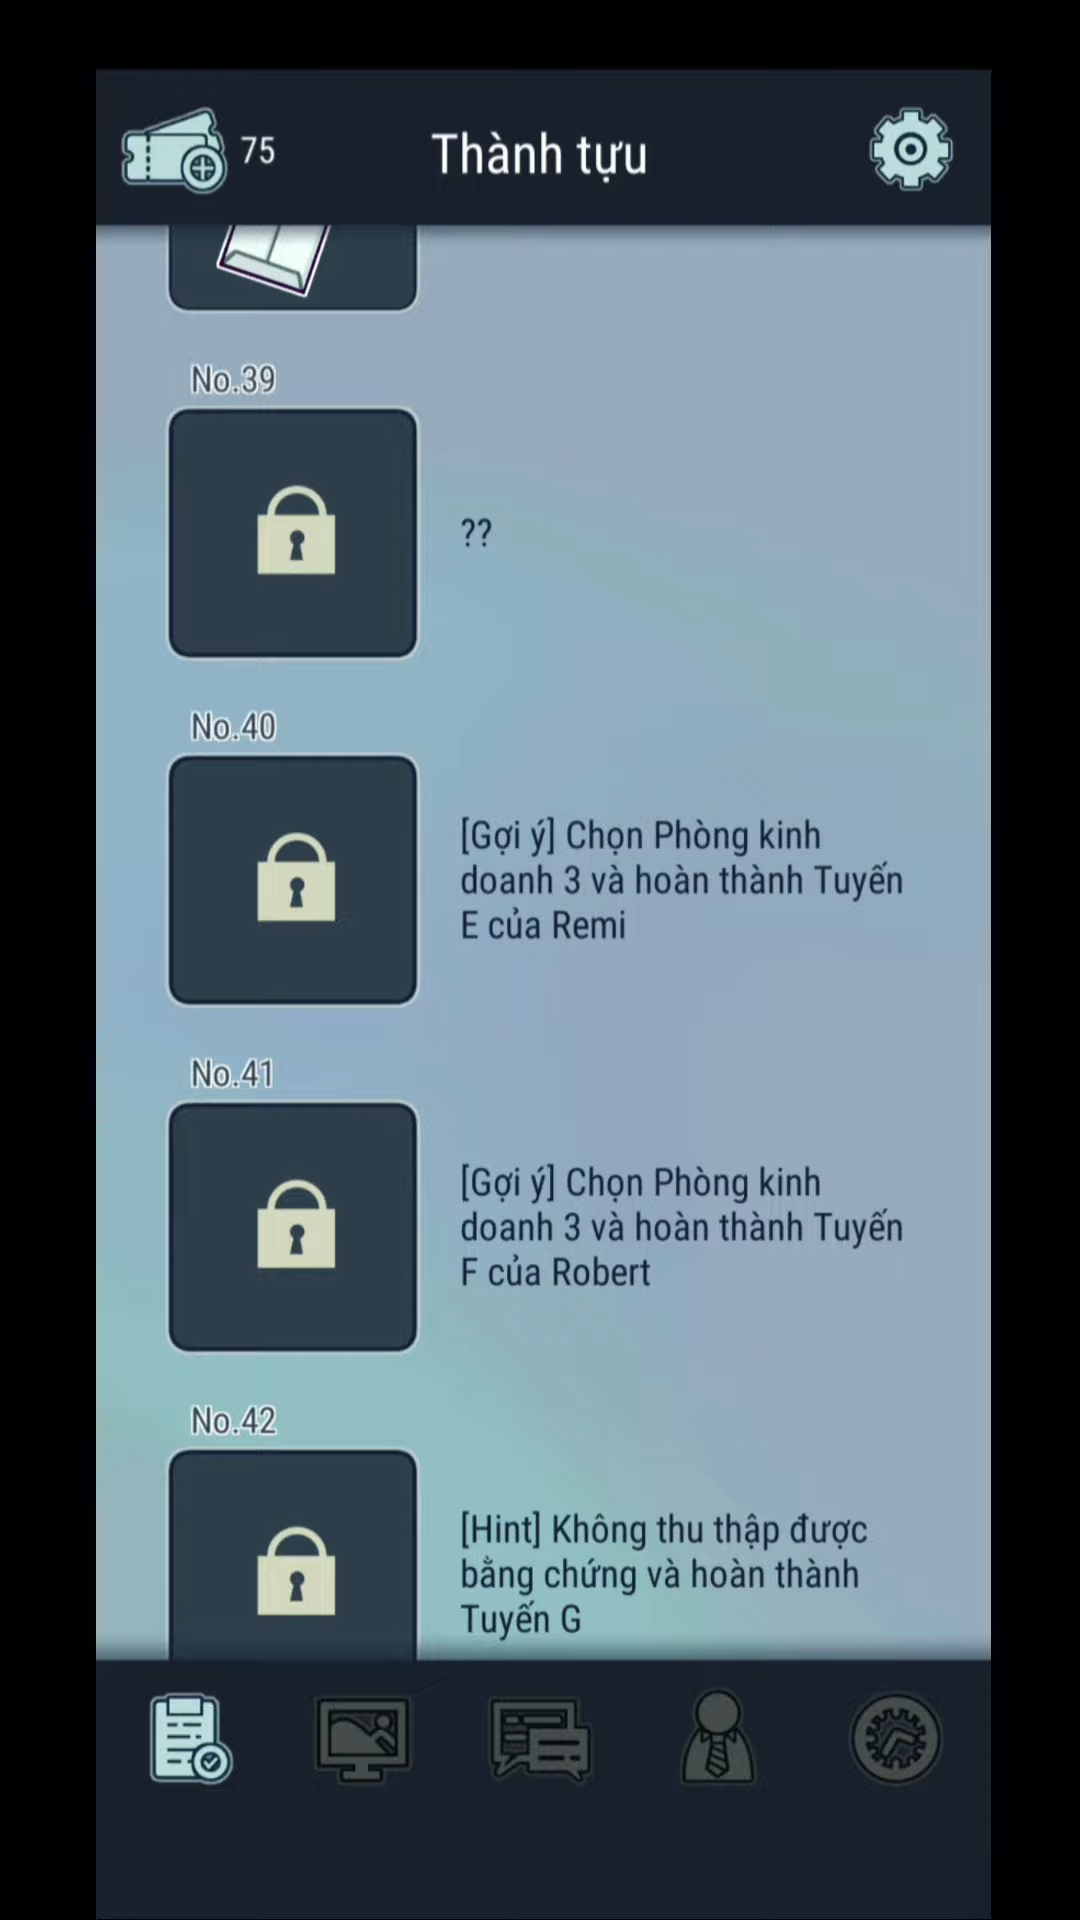 75
Thành tựu
No.39
??
No.40
[Gợi ý] Chọn Phòng kinh
doanh 3 và hoàn thành Tuyến
E của Remi
No.41
[Gợi ý] Chọn Phòng kinh
doanh 3 và hoàn thành Tuyến
F của Robert
No.42
[Hint] Không thu thập được
bằng chứng và hoàn thành
Tuyến G